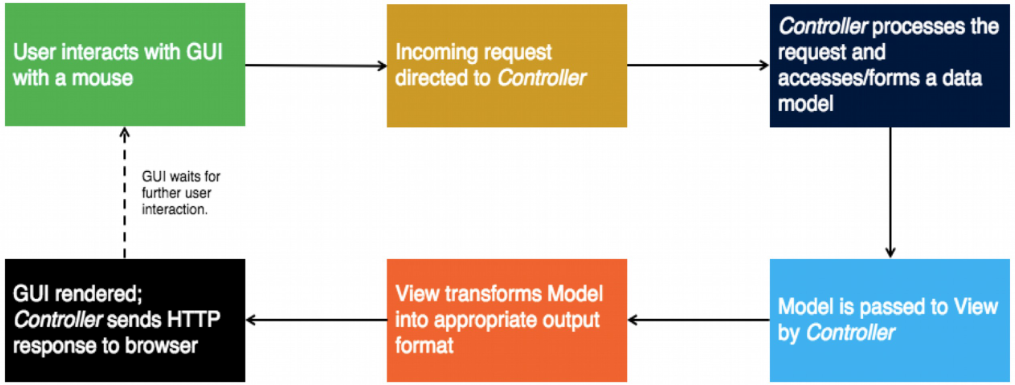 User interacts with GUI
with a mouse
Incoming request
directed to Controller
Controller processes the
request and
accesses/forms a data
model
GUI waits for
further user
interaction.
GUI rendered;
Controller sends HTTP
response to browser
View transforms Model
into appropriate output
format
Model is passed to View
by Controller